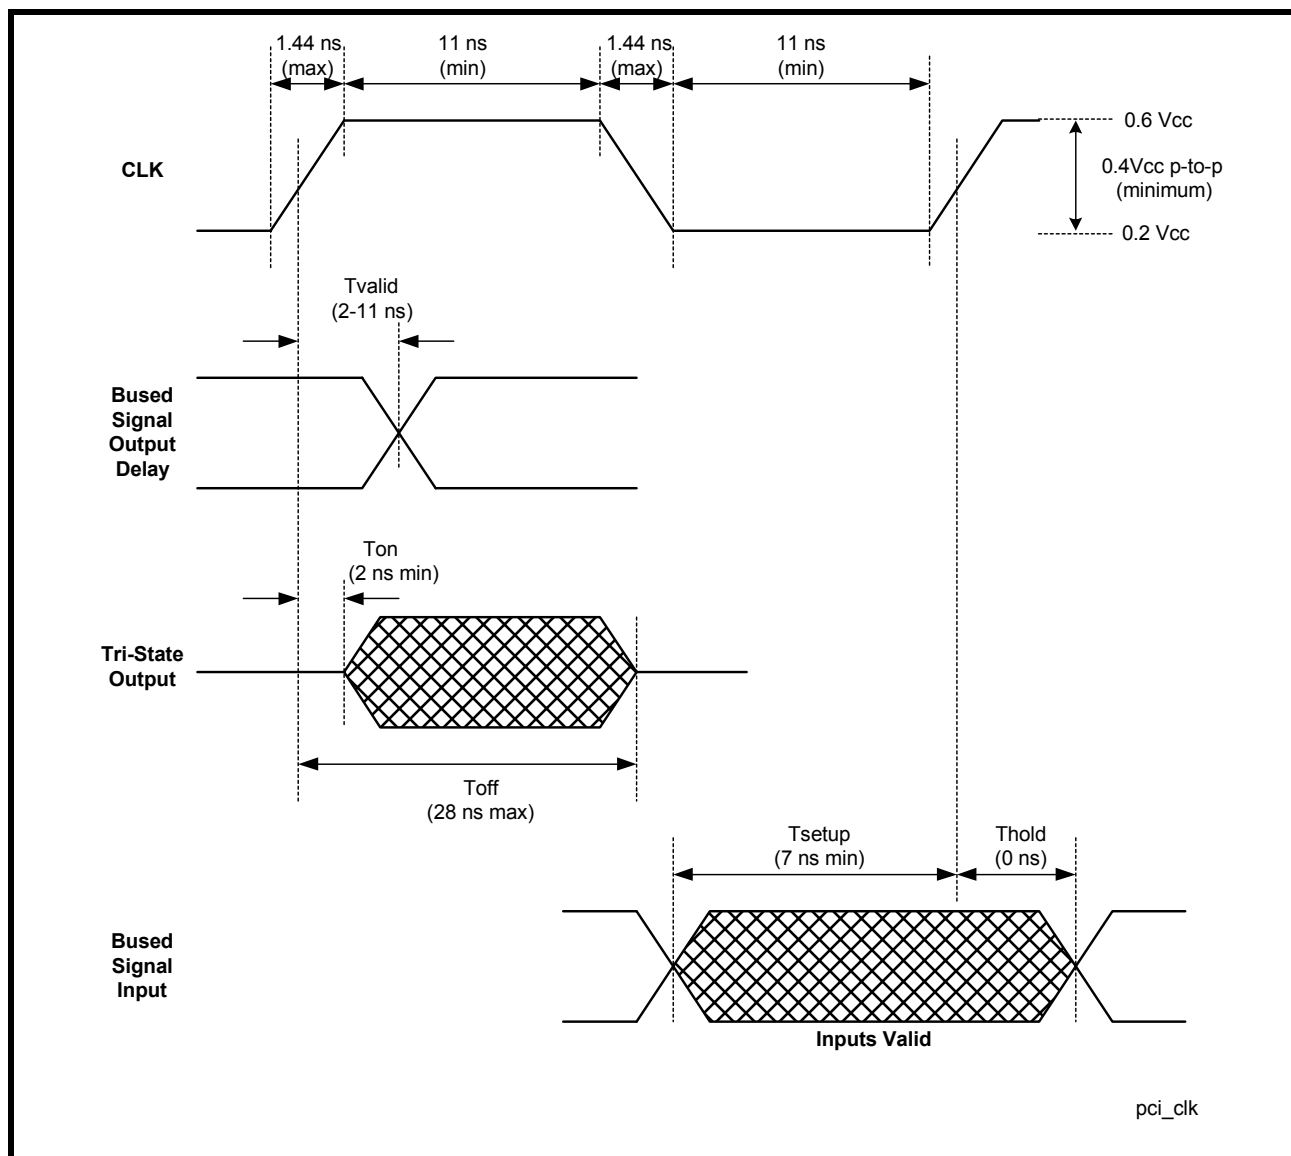 1.44 ns
(max)
11 ns
(min)
1.44 ns
(max)
11 ns
(min)
CLK
0.6 Vcc
0.4Vcc p-to-p
(minimum)
0.2 Vcc
Tvalid
(2-11 ns)
Bused
Signal
Output
Delay
Ton
(2 ns min)
Tri-State
Output
Toff
(28 ns max)
Tsetup
(7 ns min)
Thold
(0 ns)
Bused
Signal
Input
Inputs Valid
pci_clk